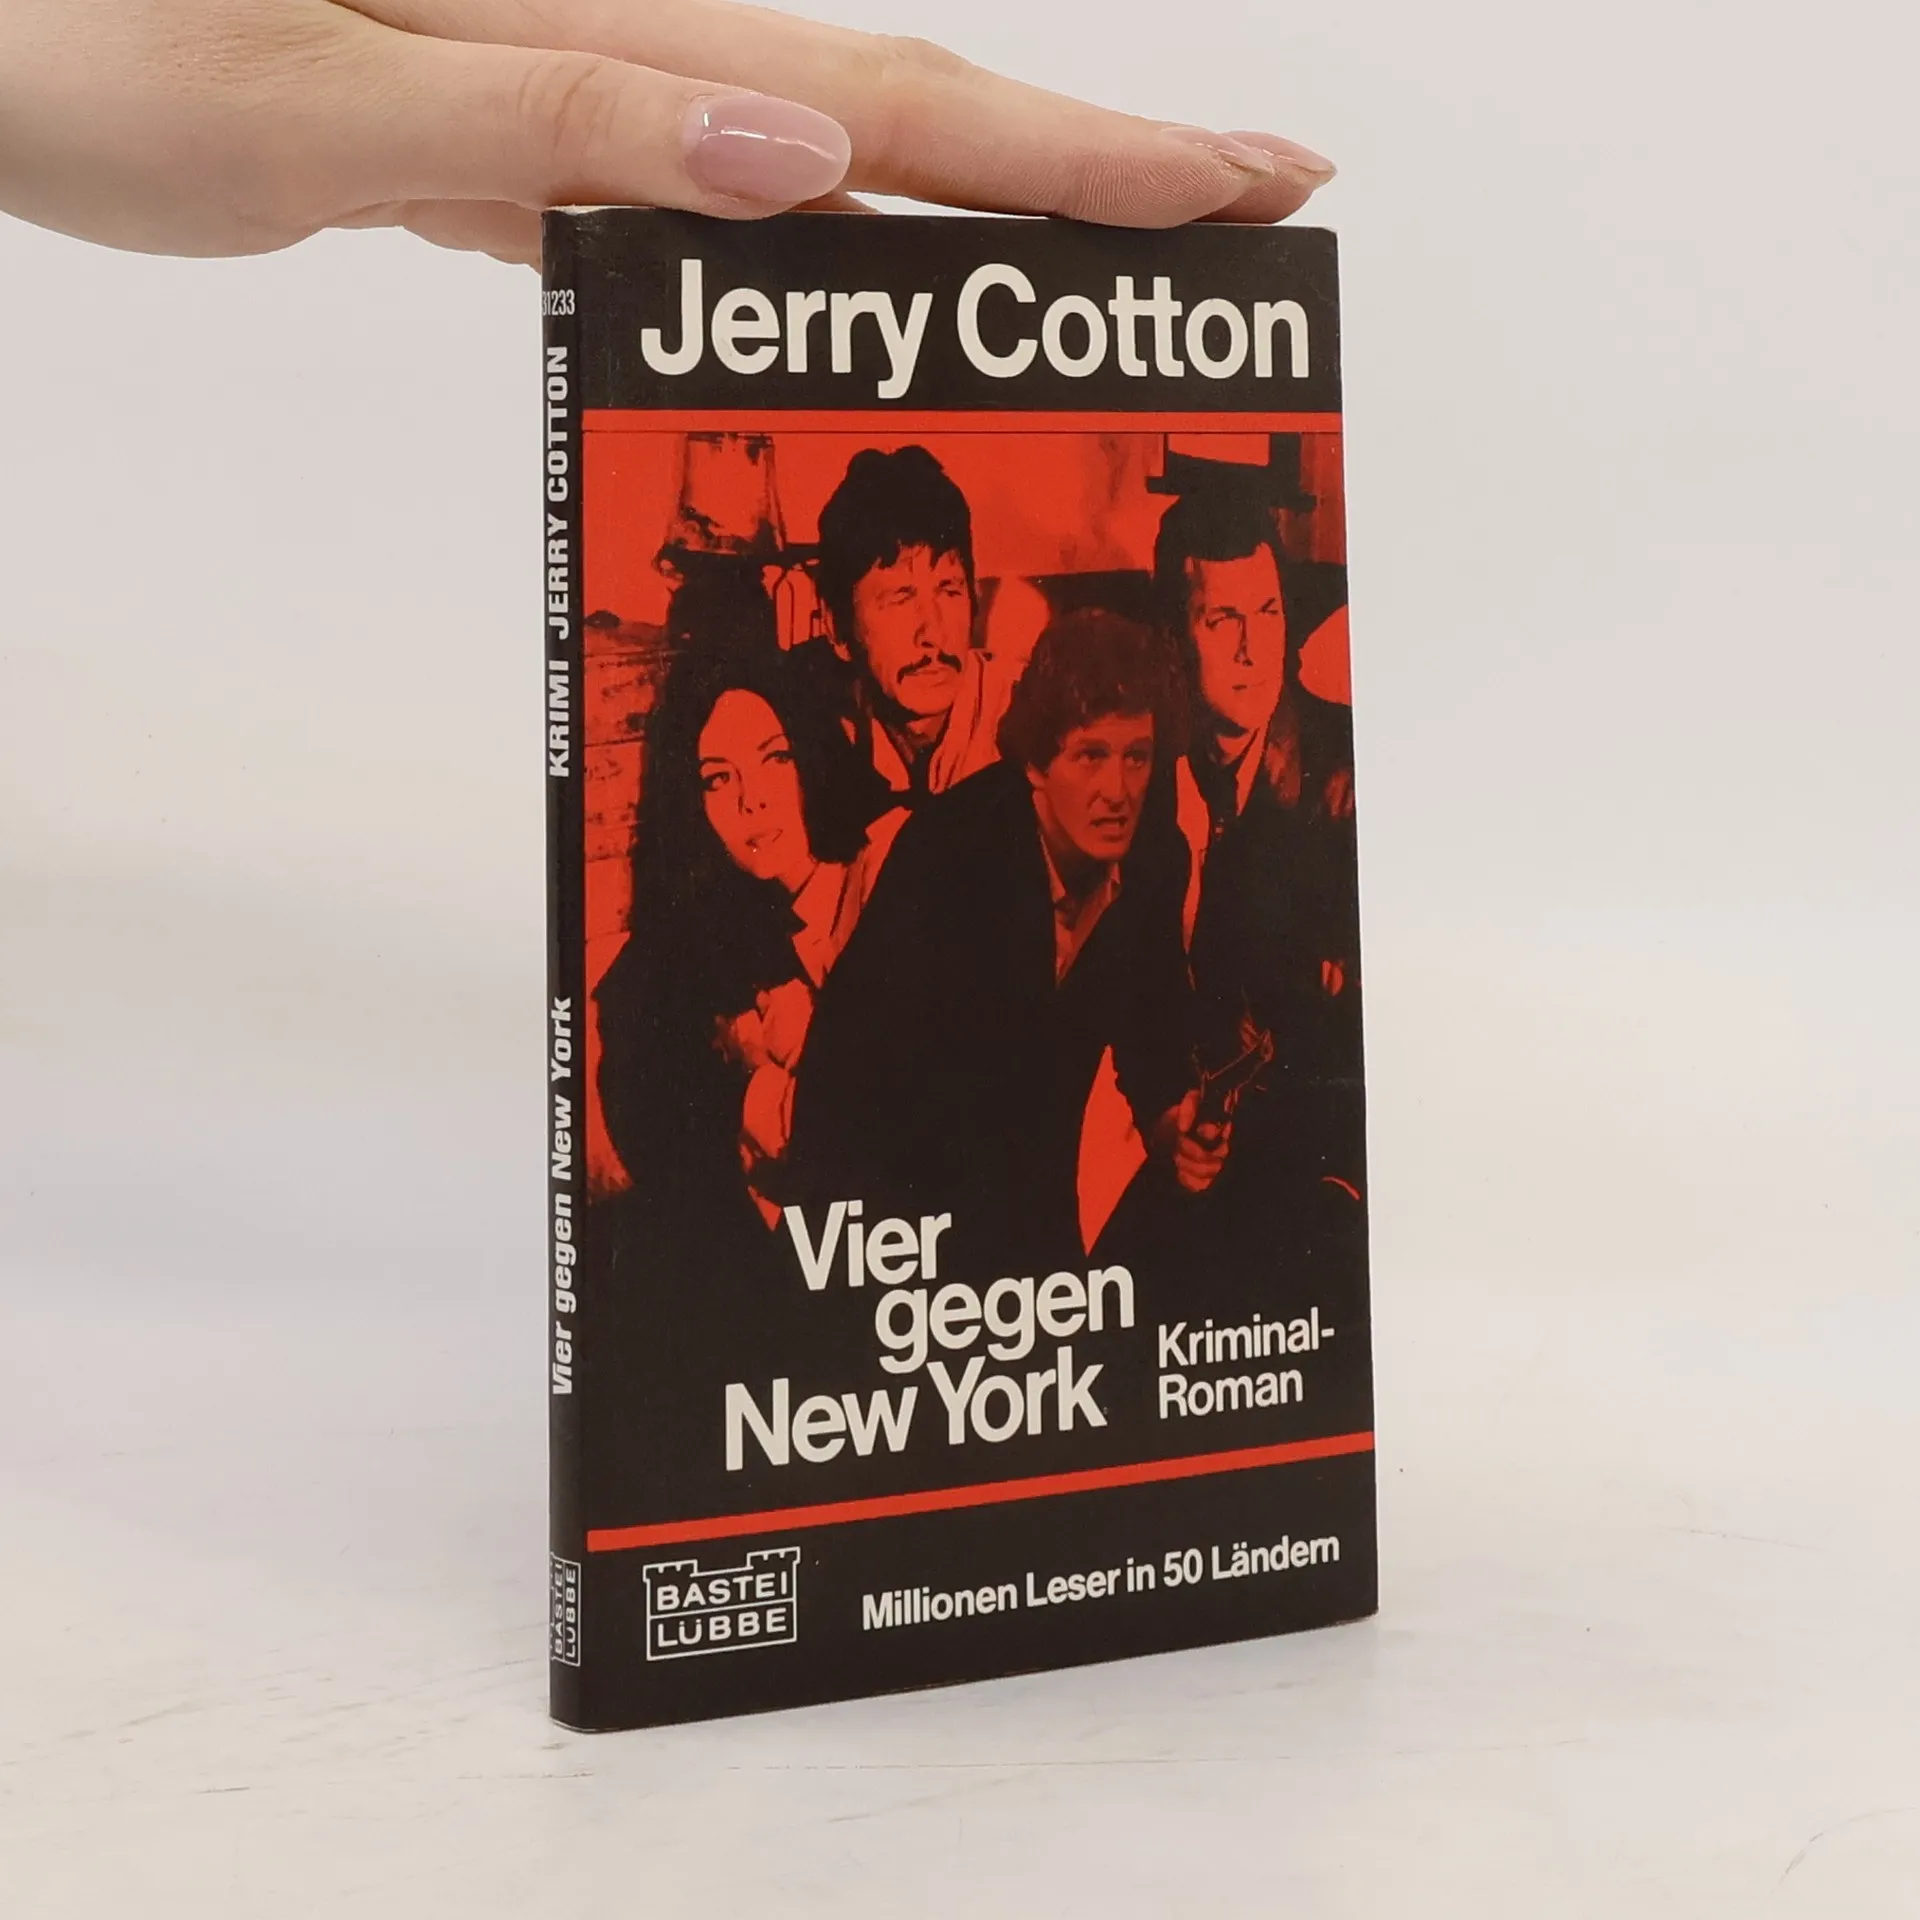 Jerry Cotton
Vier
gegen
New York
Kriminal-
Roman
BASTEI
LÜBBE
Millionen Leser in 50 Ländern
31233
KRIMI JERRY COTTON
Vier gegen New York
BASTEI
LÜBBE